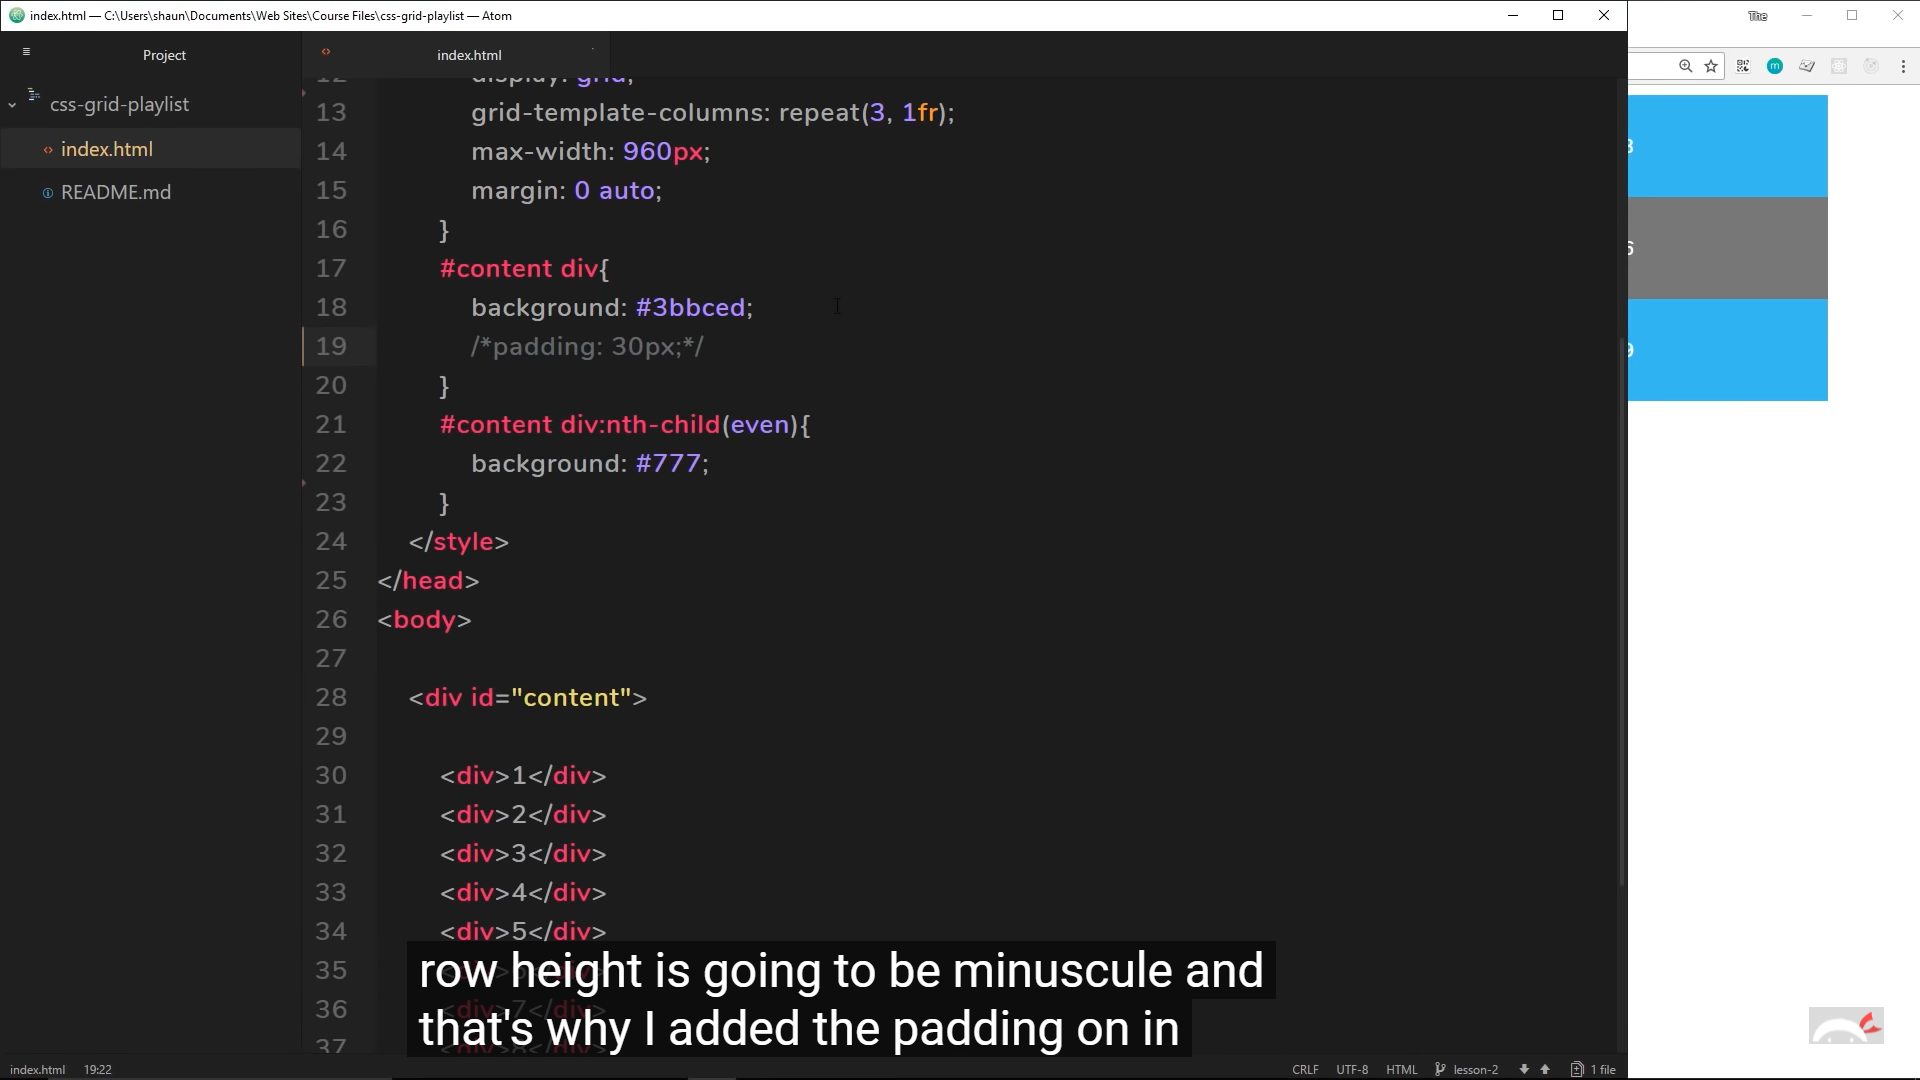 index.html — C:\Users\shaun\Documents\Web Sites\Course Files\css-grid-playlist — Atom
The
Project
index.html
css-grid-playlist
index.html
README.md
12 display: grid;
13 grid-template-columns: repeat(3, 1fr);
14 max-width: 960px;
15 margin: 0 auto;
16 }
17 #content div{
18 background: #3bbced;
19 /*padding: 30px;*/
20 }
21 #content div:nth-child(even){
22 background: #777;
23 }
24 </style>
25 </head>
26 <body>
27
28 <div id="content">
29
30 <div>1</div>
31 <div>2</div>
32 <div>3</div>
33 <div>4</div>
34 <div>5</div>
35
36
37
3
6
9
m
row height is going to be minuscule and
that's why I added the padding on in
index.html 19:22
CRLF UTF-8 HTML lesson-2 1 file